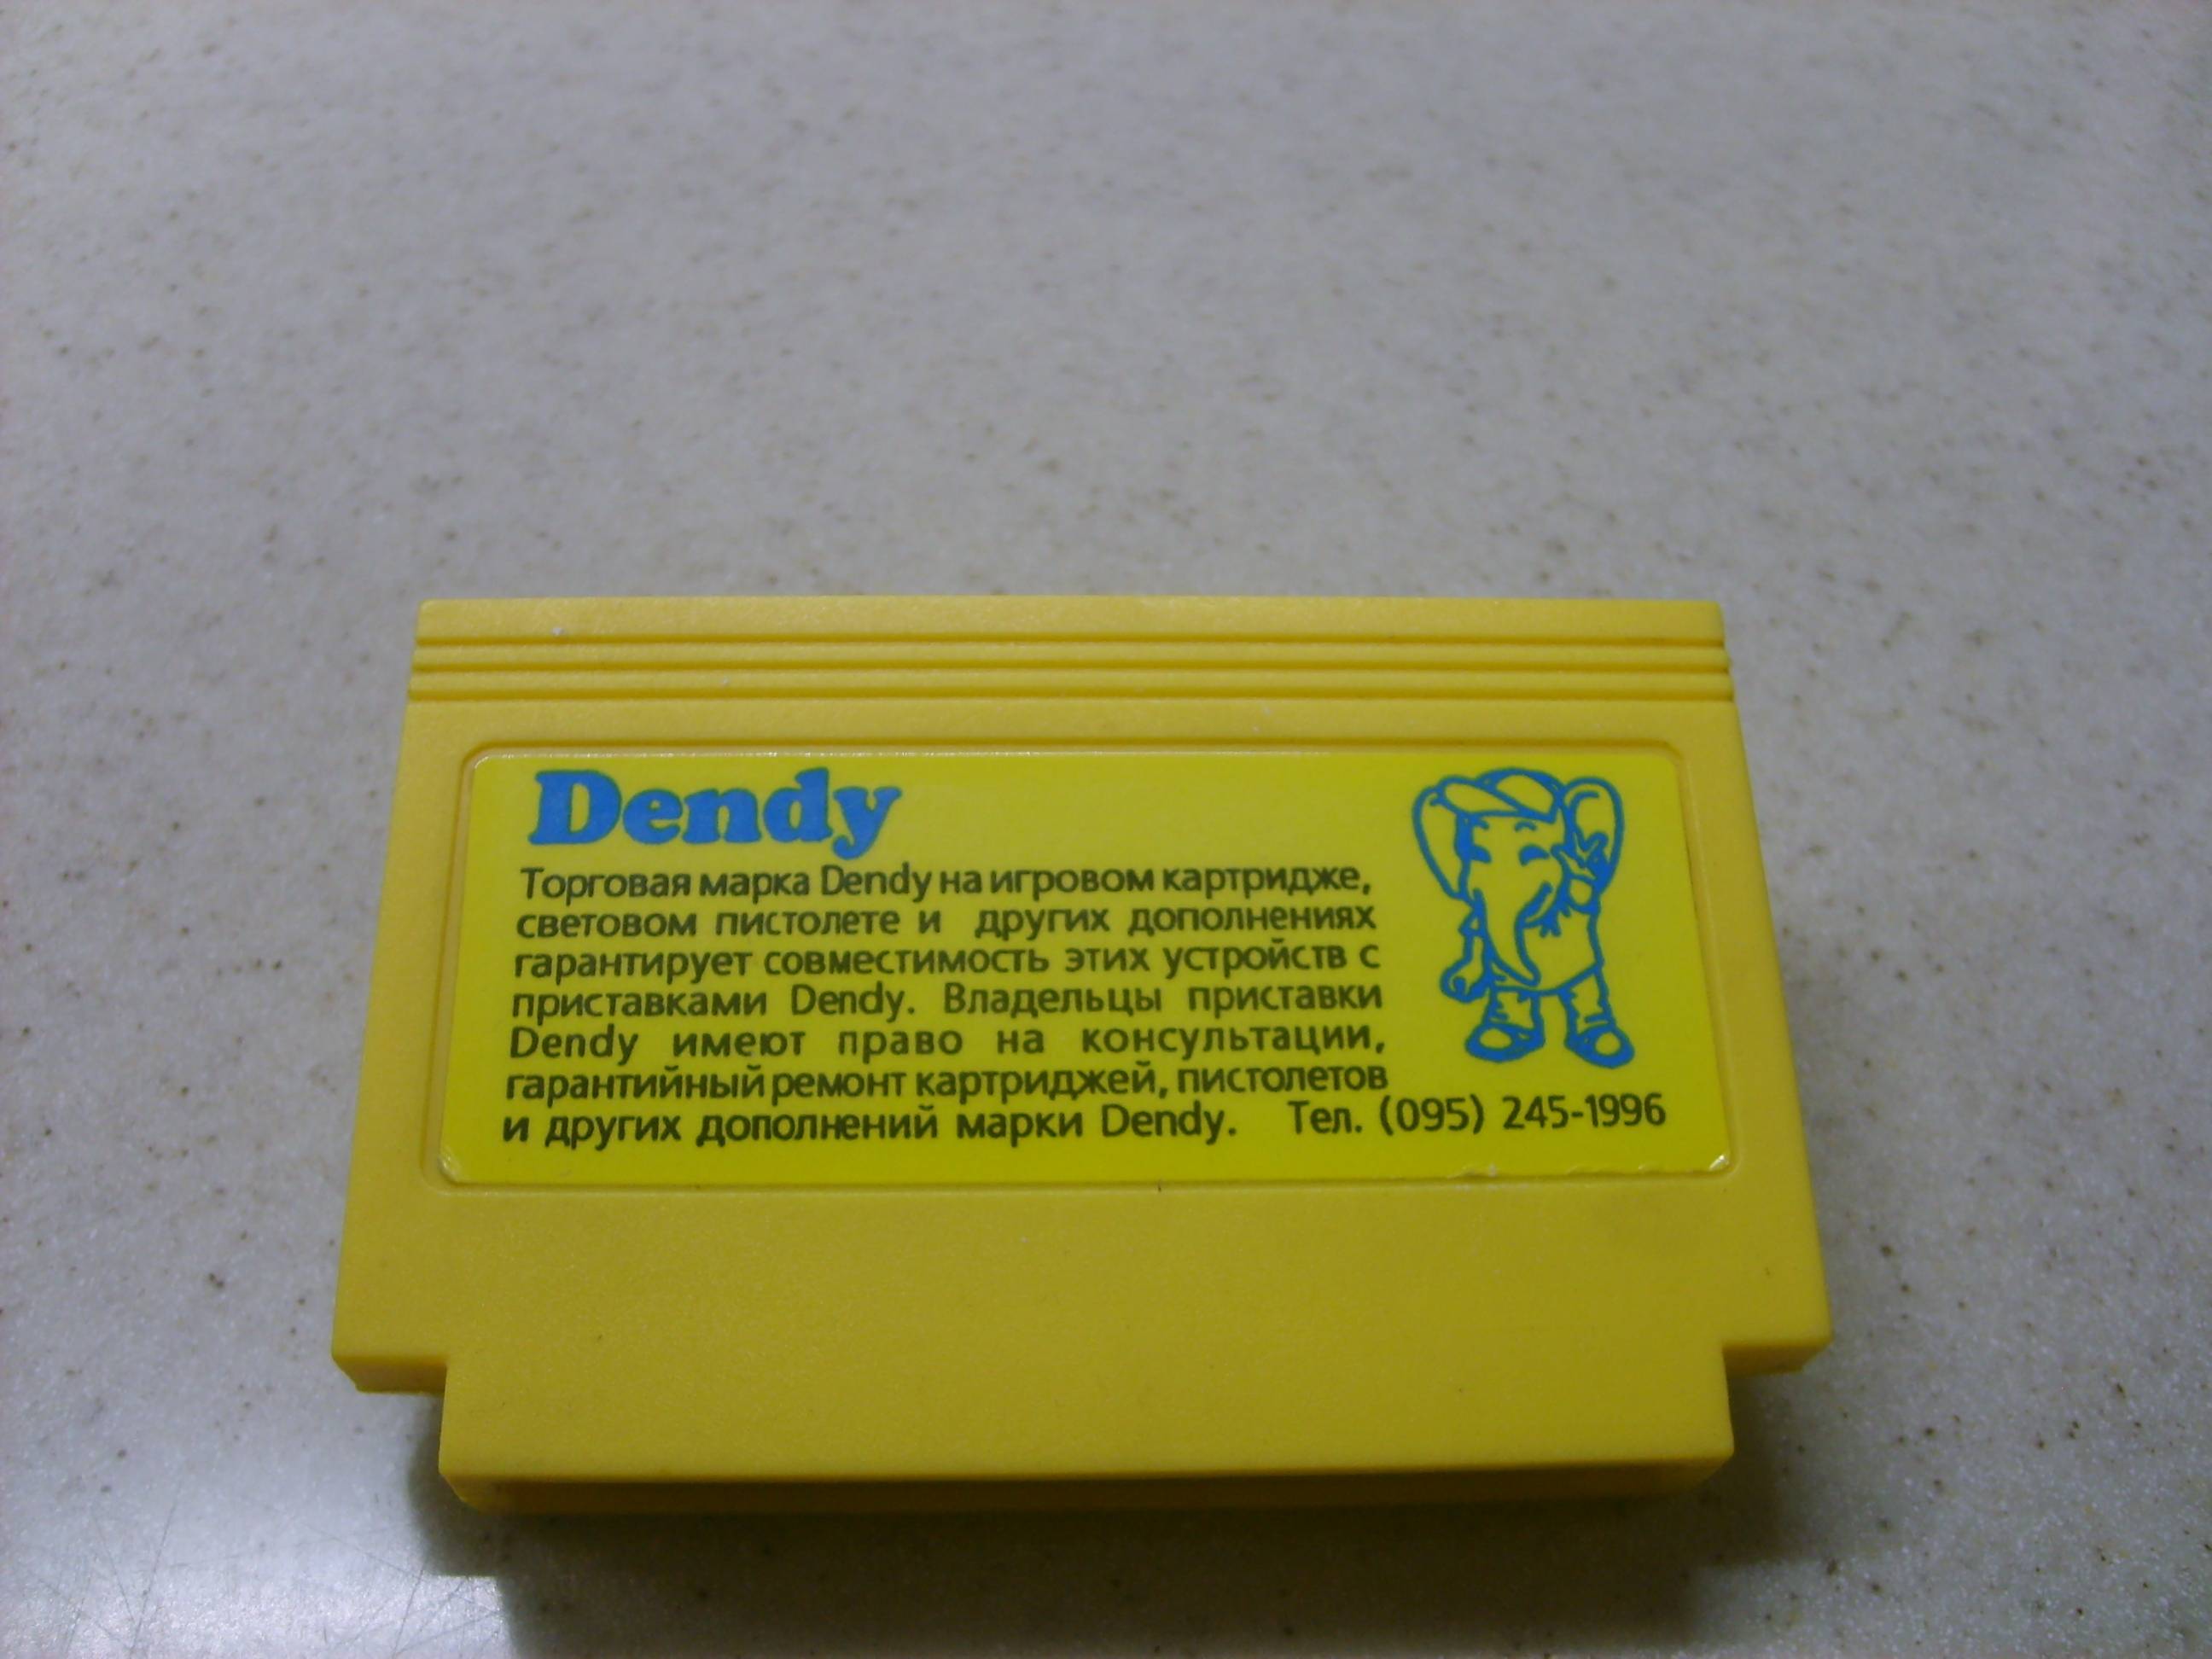 Dendy
Торговая марка Dendy на игровом картридже,
световом пистолете и других дополнениях
гарантирует совместимость этих устройств с
приставками Dendy. Владельцы приставки
Dendy имеют право на консультации,
гарантийный ремонт картриджей, пистолетов
и других дополнений марки Dendy. Тел. (095) 245-1996